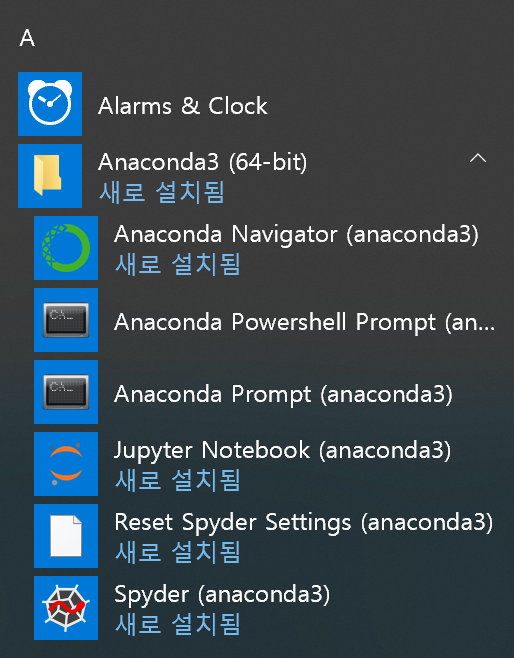 A
Alarms & Clock
Anaconda3 (64-bit)
새로 설치됨
Anaconda Navigator (anaconda3)
새로 설치됨
Anaconda Powershell Prompt (an...
Anaconda Prompt (anaconda3)
Jupyter Notebook (anaconda3)
새로 설치됨
Reset Spyder Settings (anaconda3)
새로 설치됨
Spyder (anaconda3)
새로 설치됨